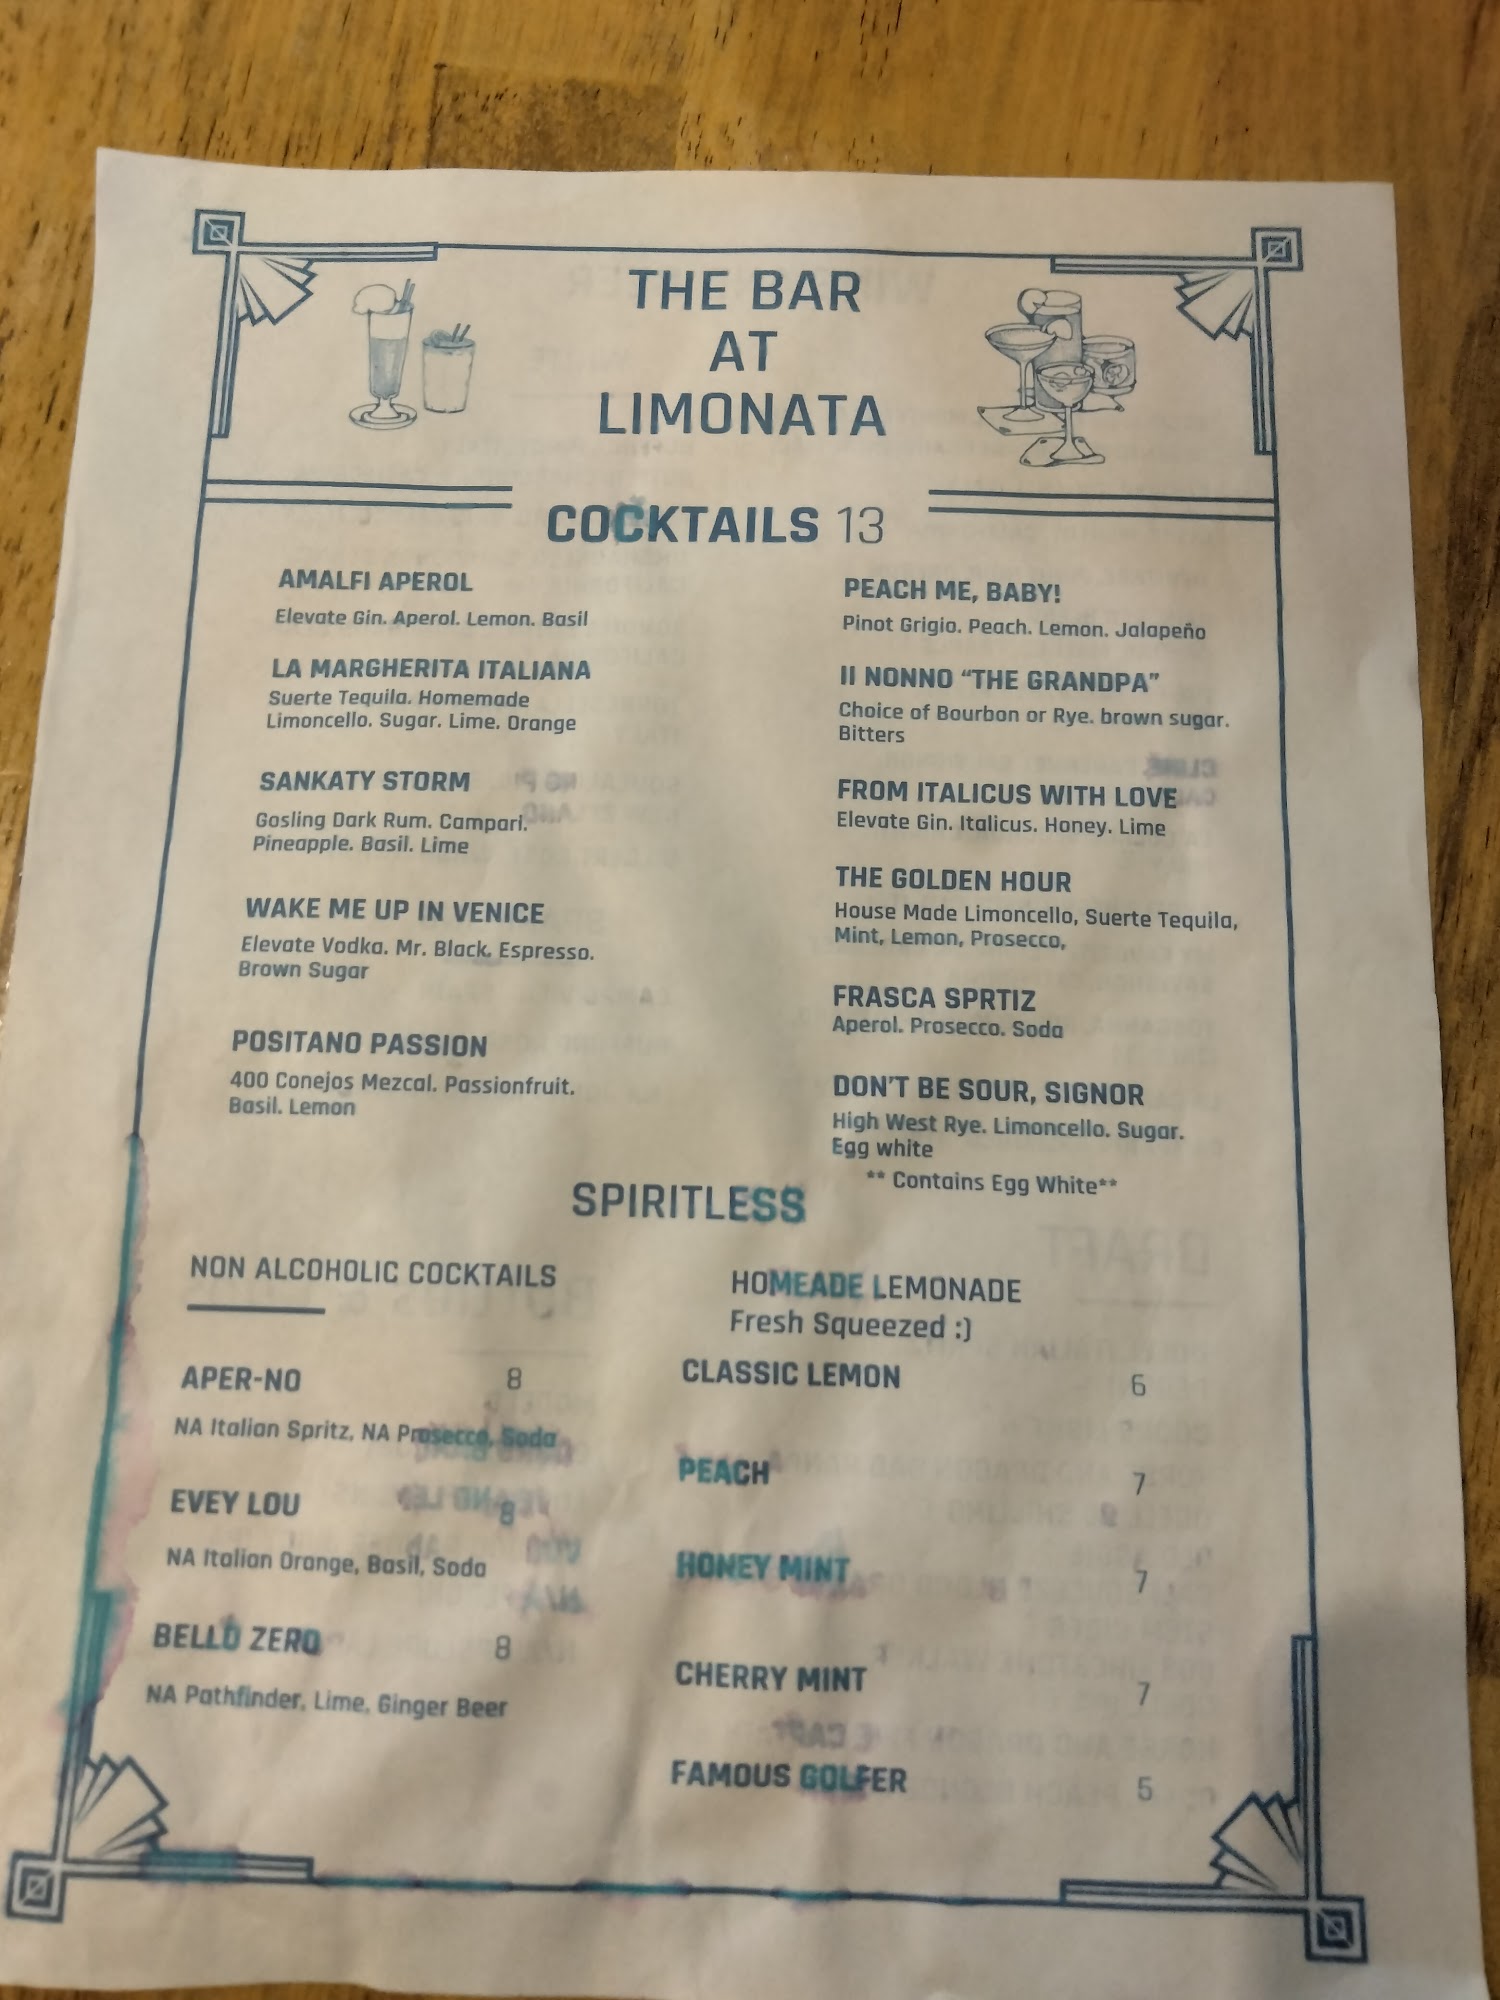 THE BAR
AT
LIMONATA
COCKTAILS 13
AMALFI APEROL
Elevate Gin. Aperol. Lemon. Basil
LA MARGHERITA ITALIANA
Suerte Tequila. Homemade
Limoncello. Sugar. Lime. Orange
SANKATY STORM
Gosling Dark Rum. Campari.
Pineapple. Basil. Lime
WAKE ME UP IN VENICE
Elevate Vodka. Mr. Black. Espresso.
Brown Sugar
POSITANO PASSION
400 Conejos Mezcal. Passionfruit.
Basil. Lemon
PEACH ME, BABY!
Pinot Grigio. Peach. Lemon. Jalapeño
Il NONNO “THE GRANDPA”
Choice of Bourbon or Rye. brown sugar.
Bitters
FROM ITALICUS WITH LOVE
Elevate Gin. Italicus. Honey. Lime
THE GOLDEN HOUR
House Made Limoncello, Suerte Tequila,
Mint, Lemon, Prosecco,
FRASCA SPRTIZ
Aperol. Prosecco. Soda
DON’T BE SOUR, SIGNOR
High West Rye. Limoncello. Sugar.
Egg white
** Contains Egg White**
SPIRITLESS
NON ALCOHOLIC COCKTAILS
APER-NO 8
NA Italian Spritz, NA Prosecco, Soda
EVEY LOU 8
NA Italian Orange, Basil, Soda
BELLO ZERO 8
NA Pathfinder, Lime, Ginger Beer
HOMEADE LEMONADE
Fresh Squeezed :)
CLASSIC LEMON 6
PEACH 7
HONEY MINT 7
CHERRY MINT 7
FAMOUS GOLFER 5